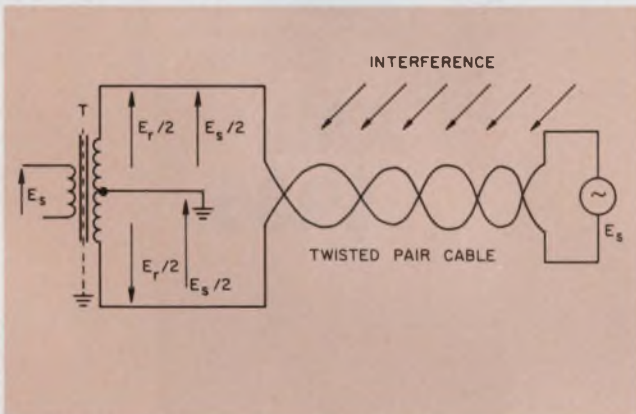 INTERFERENCE
T
E_r/2
E_s/2
E_s
E_r/2
E_s/2
~
E_s
TWISTED PAIR CABLE